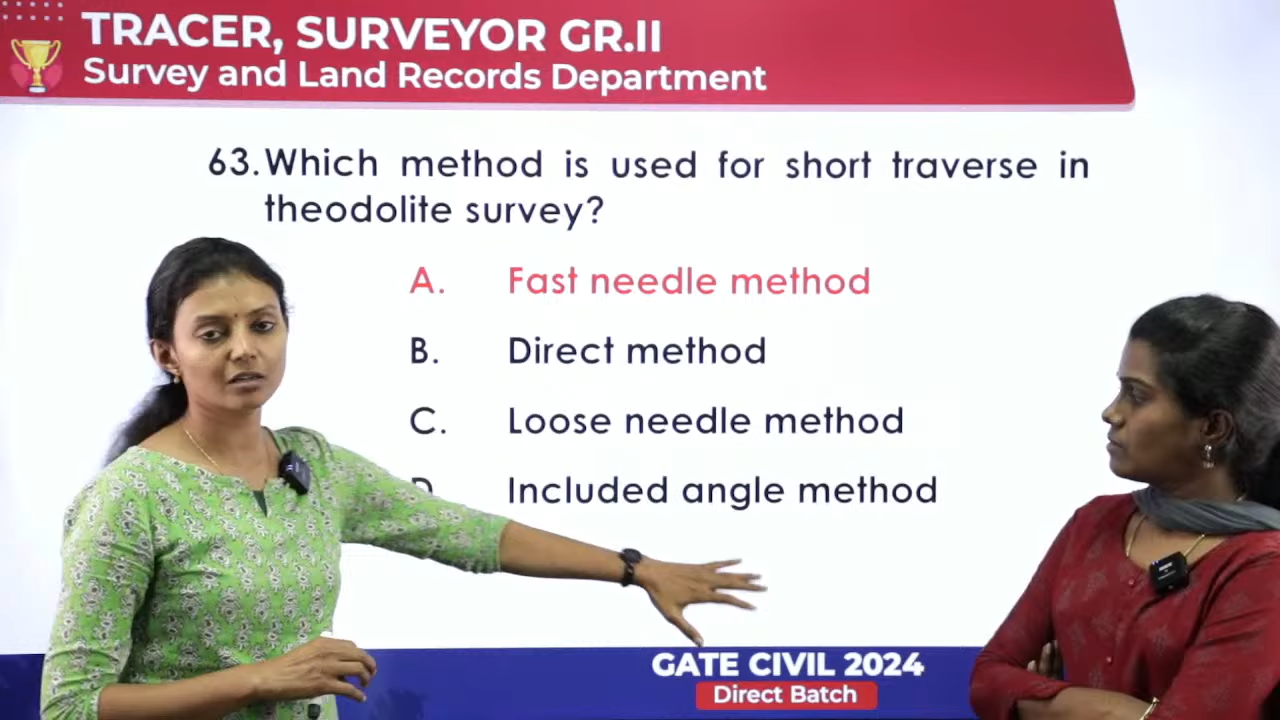 TRACER, SURVEYOR GR.II
Survey and Land Records Department
63. Which method is used for short traverse in
theodolite survey?
A. Fast needle method
B. Direct method
C. Loose needle method
D. Included angle method
GATE CIVIL 2024
Direct Batch